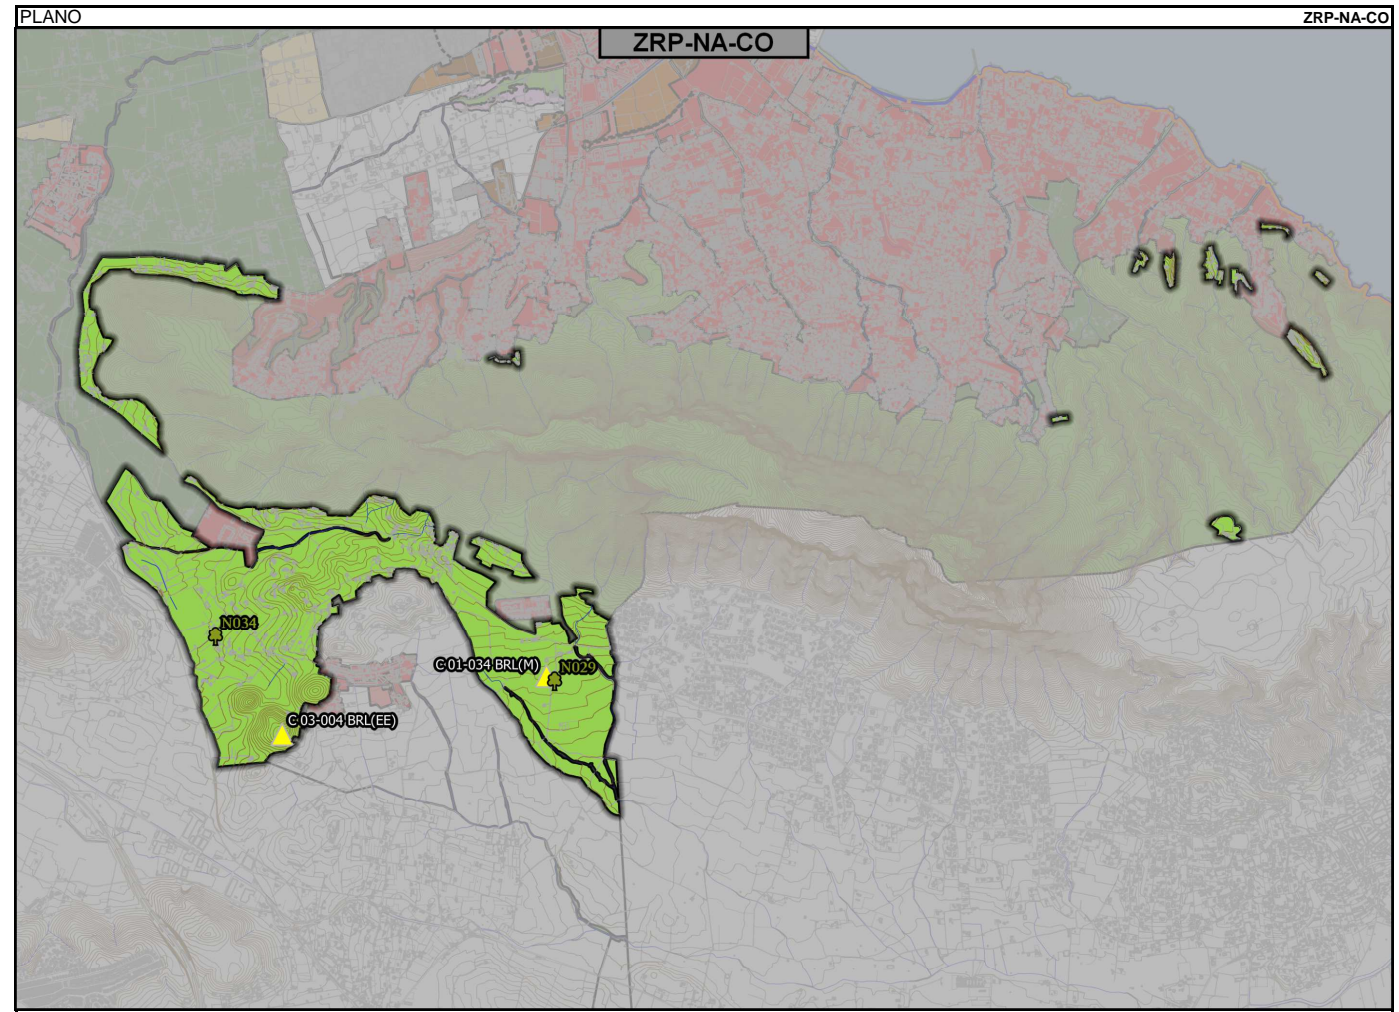 PLANO
ZRP-NA-CO
ZRP-NA-CO
N034
C 01-034 BRL(M)
N029
C 03-004 BRL(EE)